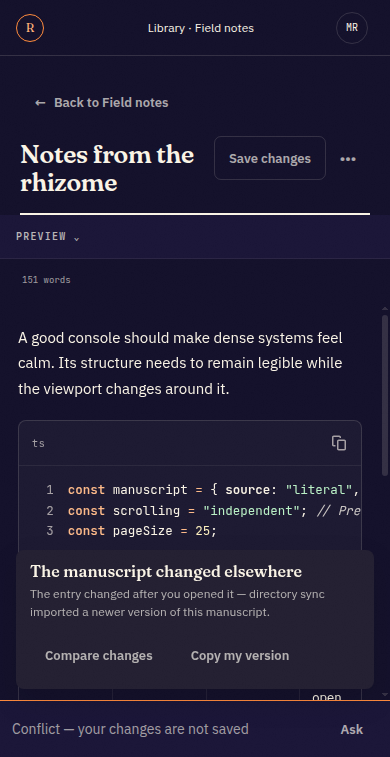 R
Library · Field notes
MR
← Back to Field notes
Notes from the
rhizome
Save changes
•••
PREVIEW ⌄
151 words
A good console should make dense systems feel
calm. Its structure needs to remain legible while
the viewport changes around it.
ts
1 const manuscript = { source: "literal",
2 const scrolling = "independent"; // Pre
3 const pageSize = 25;
The manuscript changed elsewhere
The entry changed after you opened it — directory sync
imported a newer version of this manuscript.
Compare changes
Copy my version
open
Conflict — your changes are not saved
Ask